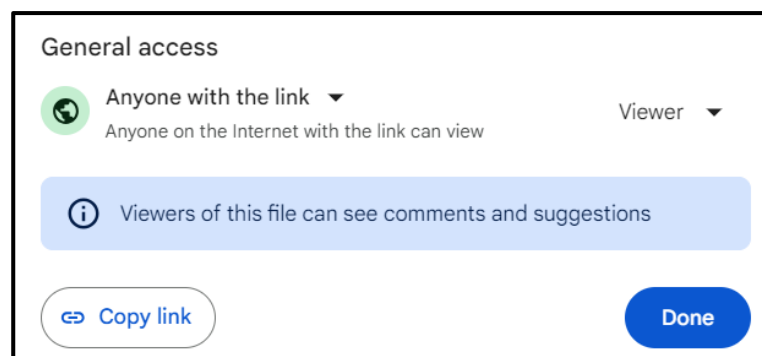 General access
Anyone with the link
Anyone on the Internet with the link can view
Viewer
Viewers of this file can see comments and suggestions
Copy link
Done